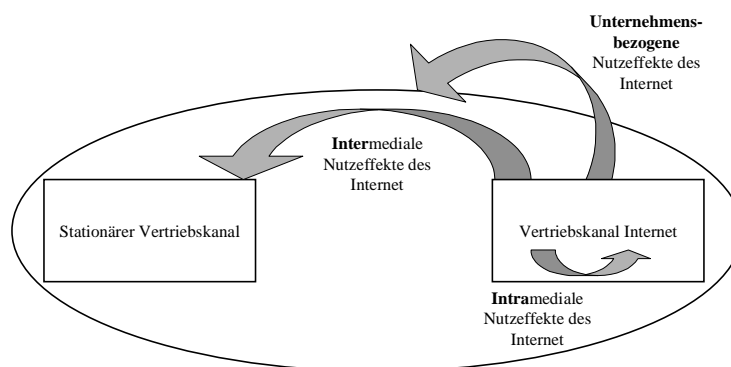 Unternehmens-
bezogene
Nutzeffekte des
Internet
Intermediale
Nutzeffekte des
Internet
Stationärer Vertriebskanal
Vertriebskanal Internet
Intramediale
Nutzeffekte des
Internet